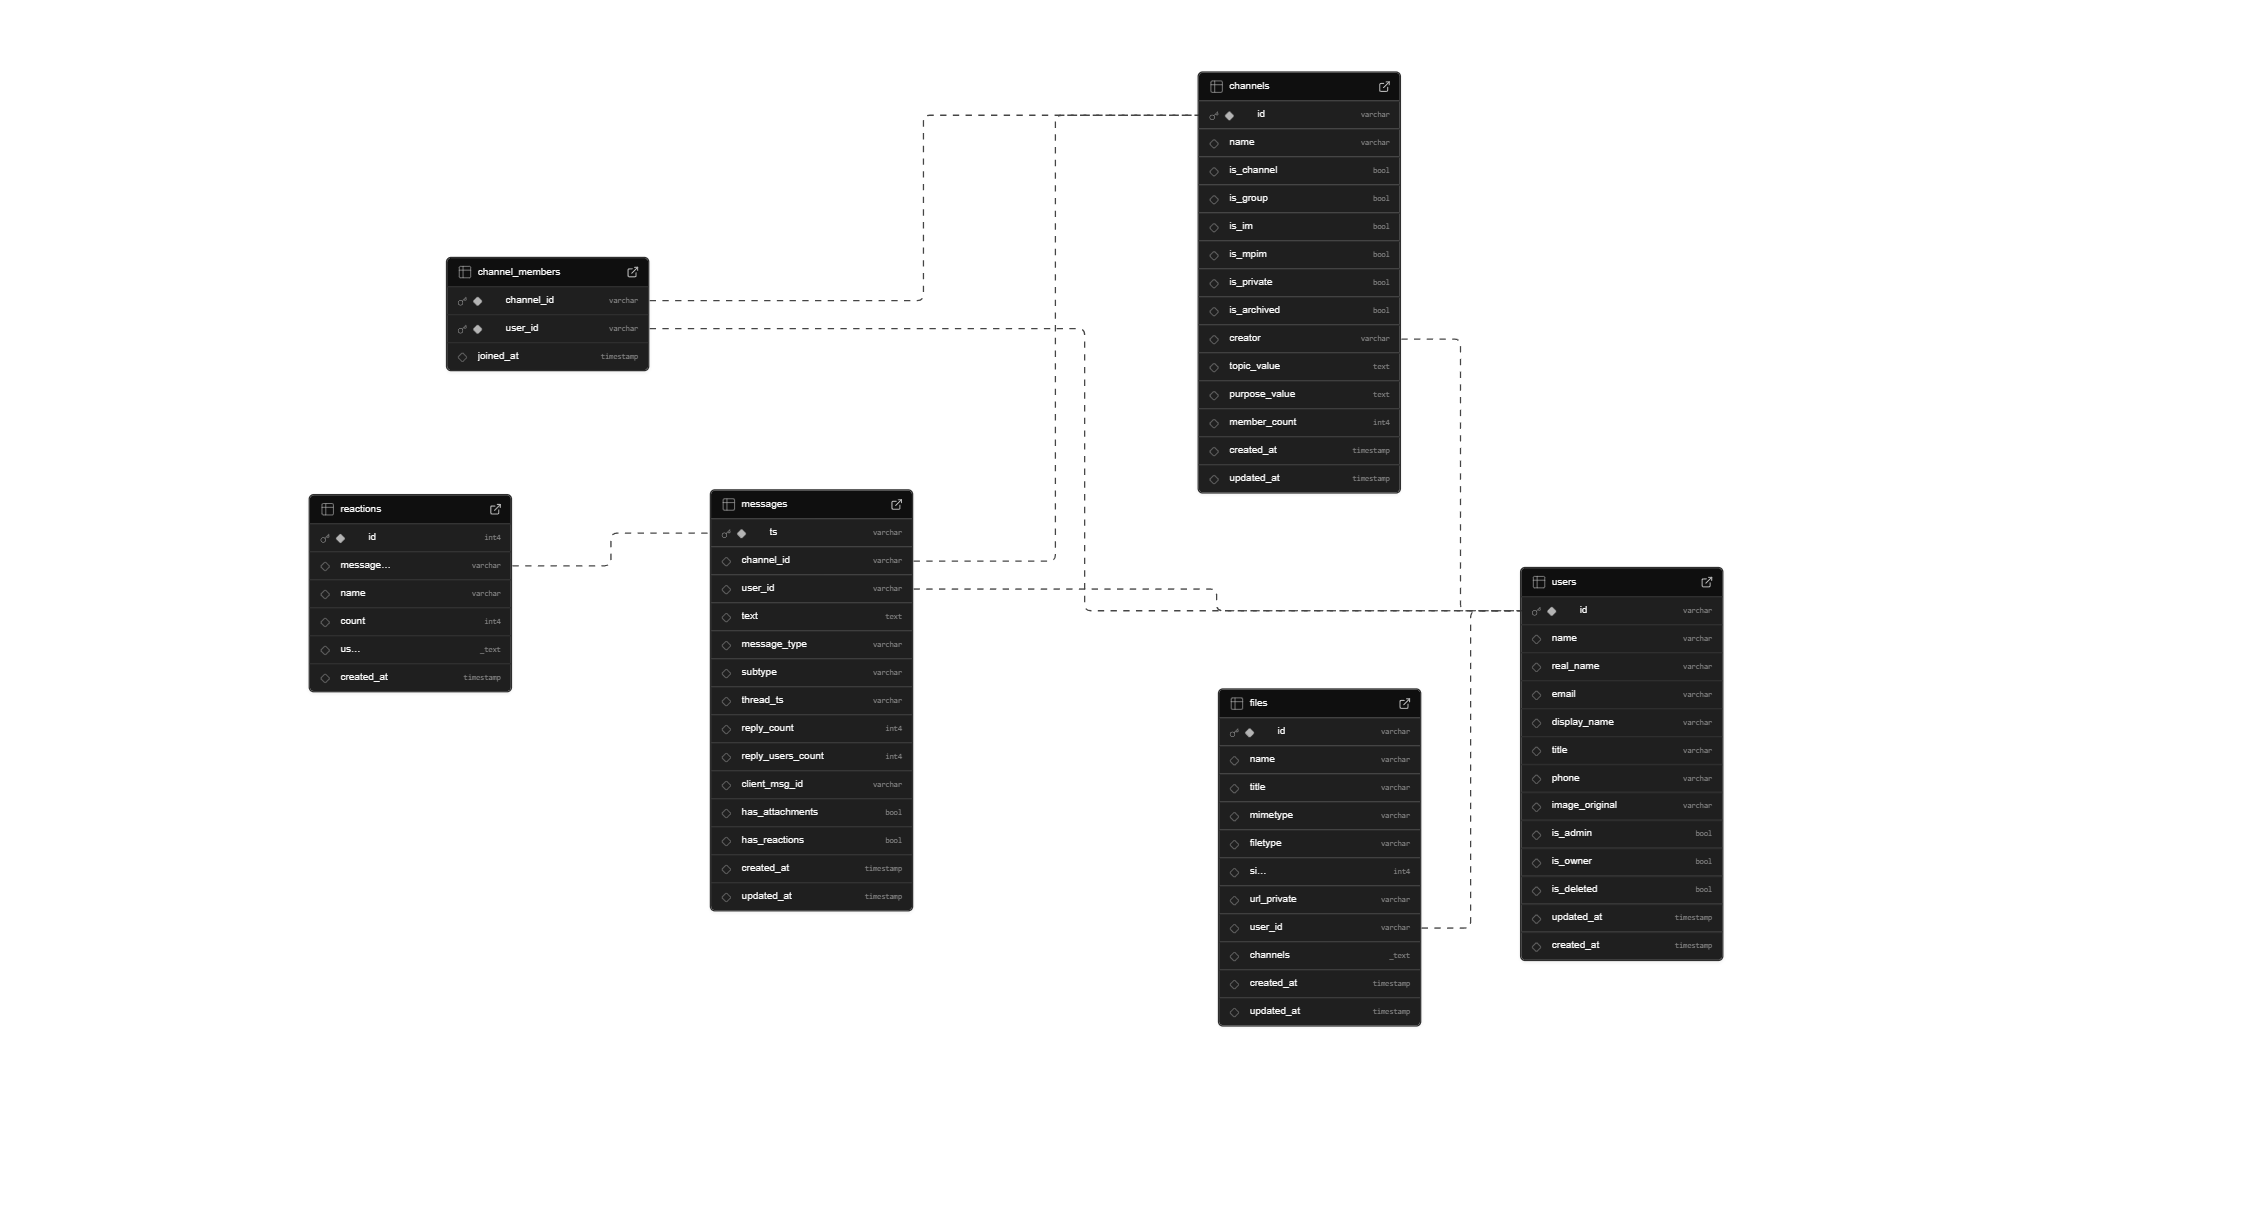 channels
id varchar
name varchar
is_channel bool
is_group bool
is_im bool
is_mpim bool
is_private bool
is_archived bool
creator varchar
topic_value text
purpose_value text
member_count int4
created_at timestamp
updated_at timestamp
channel_members
channel_id varchar
user_id varchar
joined_at timestamp
reactions
id int4
message... varchar
name varchar
count int4
us... _text
created_at timestamp
messages
ts varchar
channel_id varchar
user_id varchar
text text
message_type varchar
subtype varchar
thread_ts varchar
reply_count int4
reply_users_count int4
client_msg_id varchar
has_attachments bool
has_reactions bool
created_at timestamp
updated_at timestamp
users
id varchar
name varchar
real_name varchar
email varchar
display_name varchar
title varchar
phone varchar
image_original varchar
is_admin bool
is_owner bool
is_deleted bool
updated_at timestamp
created_at timestamp
files
id varchar
name varchar
title varchar
mimetype varchar
filetype varchar
si... int4
url_private varchar
user_id varchar
channels _text
created_at timestamp
updated_at timestamp